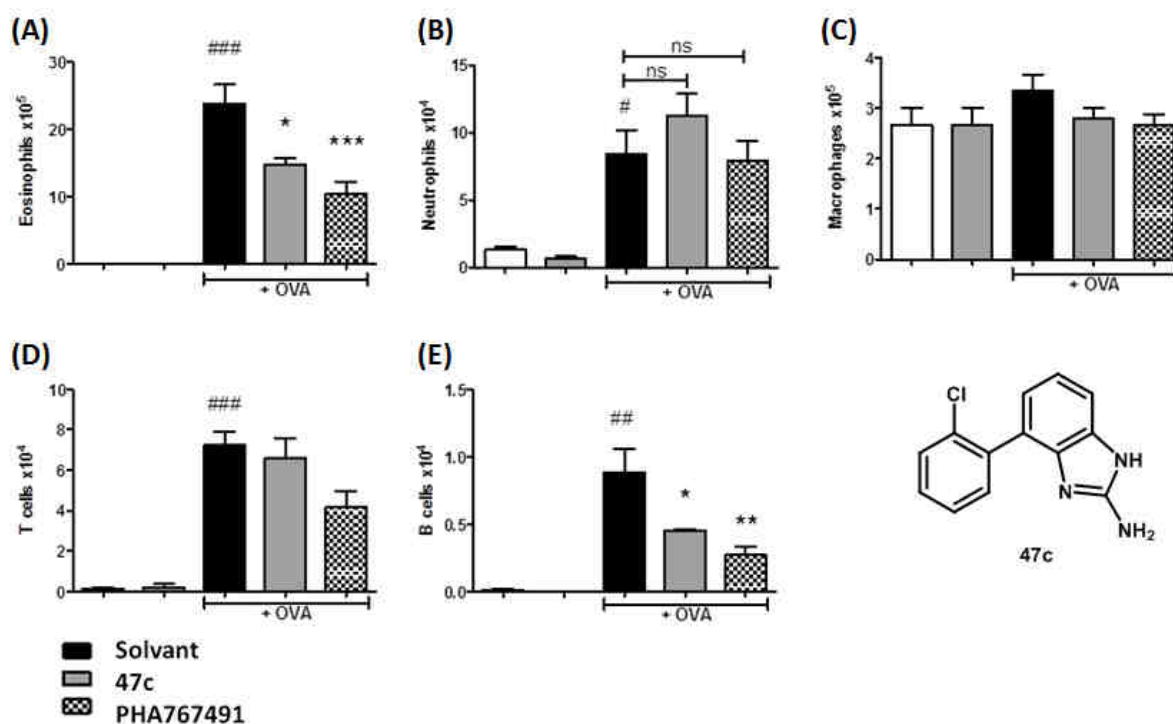 (A)
###
30
20
10
0
Eosinophils x10⁵
*
***
+ OVA
(B)
ns
ns
15
10
5
0
Neutrophils x10⁴
#
+ OVA
(C)
4
3
2
1
0
Macrophages x10⁵
+ OVA
(D)
###
10
8
6
4
2
0
T cells x10⁴
+ OVA
(E)
1.5
1.0
0.5
0.0
B cells x10⁴
##
*
**
+ OVA
Cl
NH
N
NH₂
47c
Solvant
47c
PHA767491